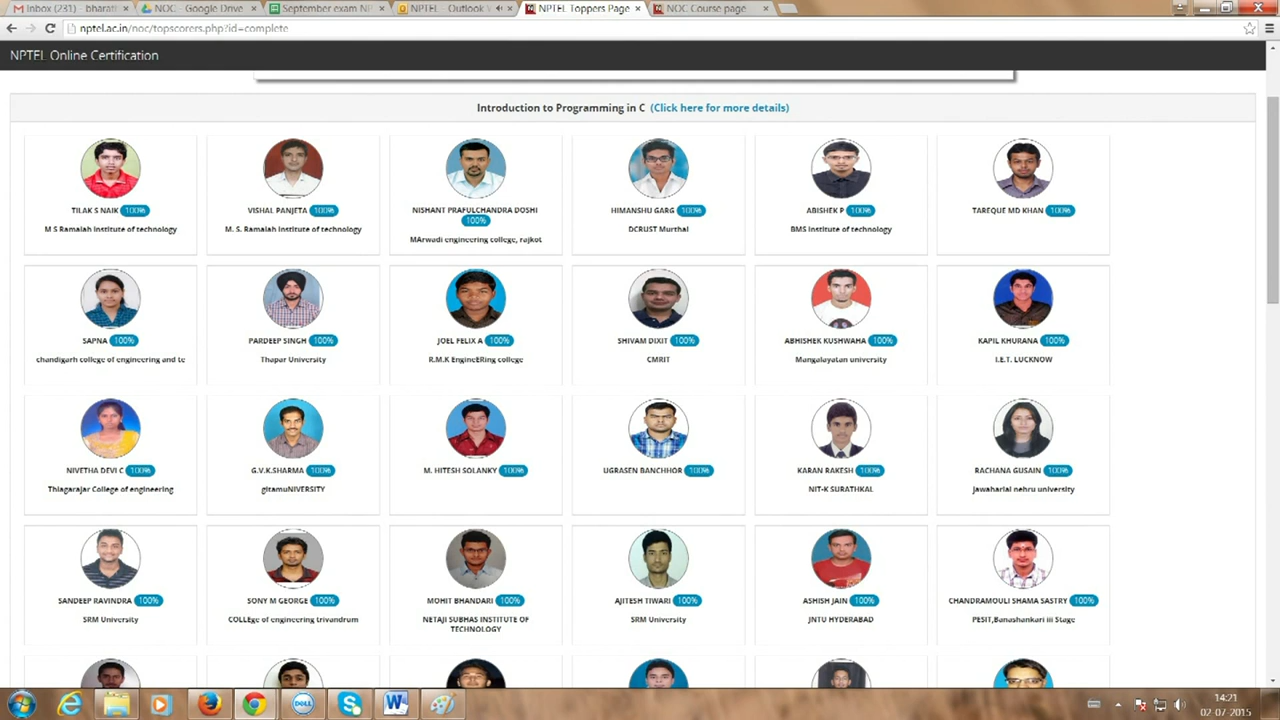 Inbox (31) - bharati
NOC - Google Drive
September exam NP
NPTEL - Outlook
NPTEL Toppers Page
NOC Course page
nptel.ac.in/noc/topscorers.php?id=complete
NPTEL Online Certification
Introduction to Programming in C (Click here for more details)
TILAK S NAIK 100%
M S Ramaiah Institute of technology
VISHAL PANJETA 100%
M. S. Ramaiah institute of technology
NISHANT PRAFULCHANDRA DOSHI
100%
MArwadi engineering college, rajkot
HIMANSHU GARG 100%
DCRUST Murthal
ABISHEK P 100%
BMS institute of technology
TAREQUE MD KHAN 100%
SAPNA 100%
chandigarh college of engineering and te
PARDEEP SINGH 100%
Thapar University
JOEL FELIX A 100%
R.M.K EngineERing college
SHIVAM DIXIT 100%
CMRIT
ABHISHEK KUSHWAHA 100%
Mangalayatan university
KAPIL KHURANA 100%
I.E.T. LUCKNOW
NIVETHA DEVI C 100%
Thiagarajar College of engineering
G.V.K.SHARMA 100%
gitamuNIVERSITY
M. HITESH SOLANKY 100%
UGRASEN BANCHHOR 100%
KARAN RAKESH 100%
NIT-K SURATHKAL
RACHANA GUSAIN 100%
jawaharlal nehru university
SANDEEP RAVINDRA 100%
SRM University
SONY M GEORGE 100%
COLLEge of engineering trivandrum
MOHIT BHANDARI 100%
NETAJI SUBHAS INSTITUTE OF
TECHNOLOGY
AJITESH TIWARI 100%
SRM University
ASHISH JAIN 100%
JNTU HYDERABAD
CHANDRAMOULI SHAMA SASTRY 100%
PESIT,Banashankari iii Stage
DELL
14:21
02-07-2015